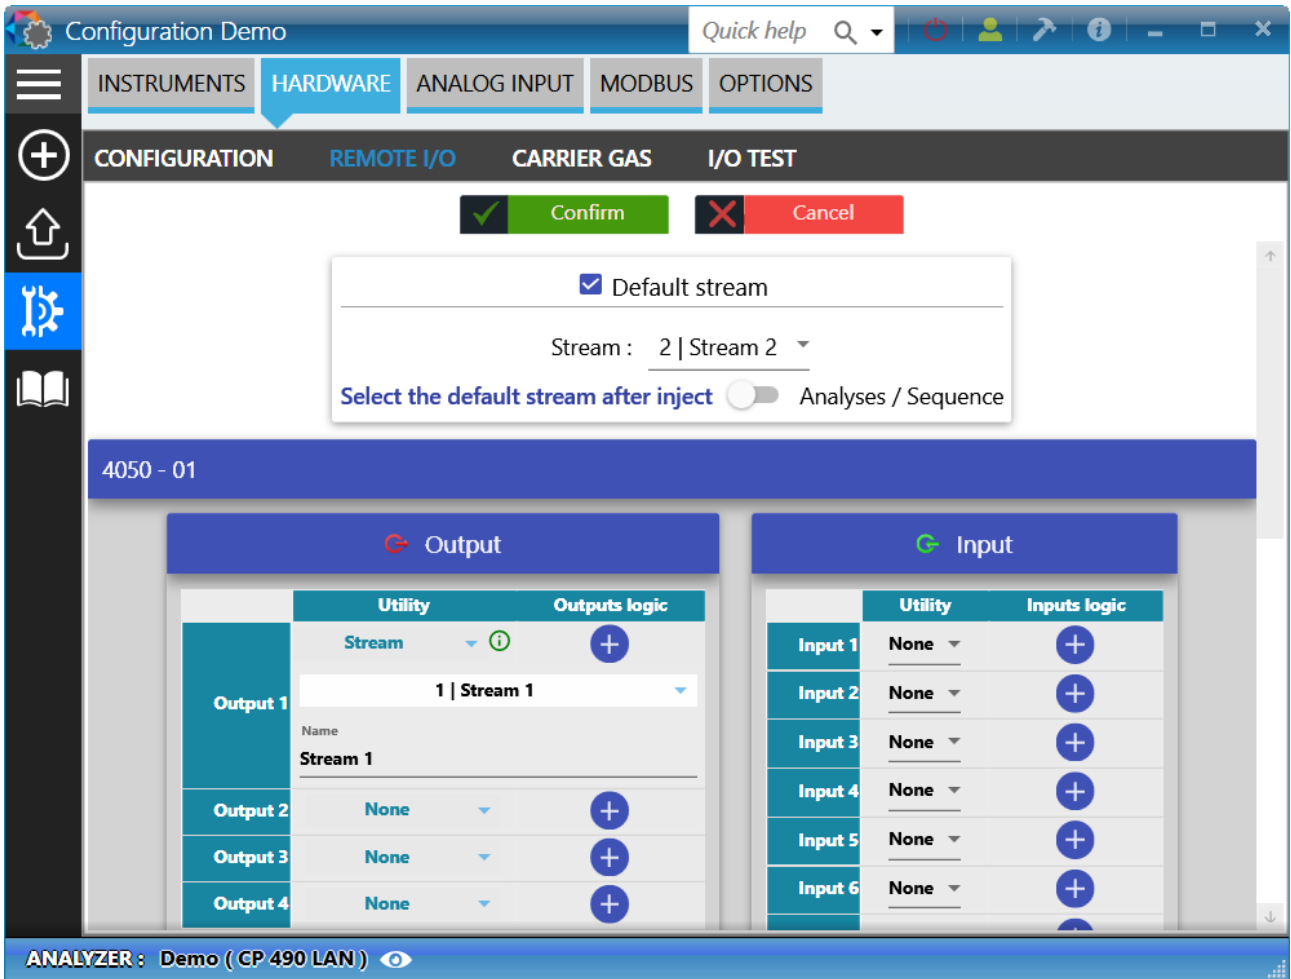 Configuration Demo Quick help
INSTRUMENTS HARDWARE ANALOG INPUT MODBUS OPTIONS
CONFIGURATION REMOTE I/O CARRIER GAS I/O TEST
Confirm Cancel
Default stream
Stream : 2 | Stream 2
Select the default stream after inject Analyses / Sequence
4050 - 01
Output Input
Utility Outputs logic Utility Inputs logic
Stream Input 1 None
1 | Stream 1 Input 2 None
Output 1
Name
Input 3 None
Stream 1
Input 4 None
Output 2 None
Input 5 None
Output 3 None
Input 6 None
Output 4 None
ANALYZER : Demo ( CP 490 LAN )